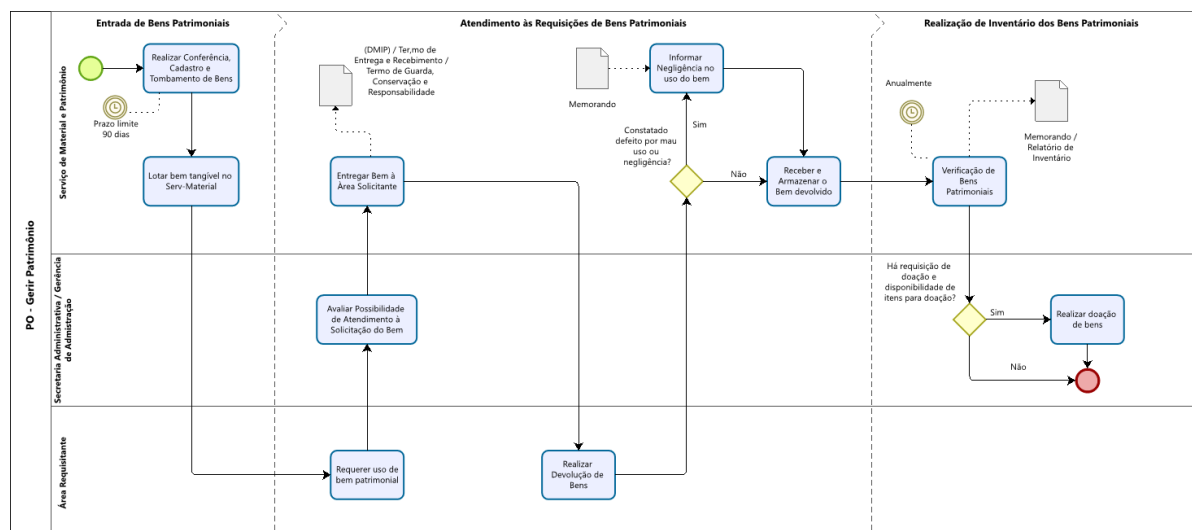 PO - Gerir Patrimônio
Entrada de Bens Patrimoniais
Atendimento às Requisições de Bens Patrimoniais
Realização de Inventário dos Bens Patrimoniais
Serviço de Material e Patrimônio
Realizar Conferência,
Cadastro e
Tombamento de Bens
Prazo limite
90 dias
Lotar bem tangível no
Serv-Material
(DMIP) / Ter,mo de
Entrega e Recebimento /
Termo de Guarda,
Conservação e
Responsabilidade
Entregar Bem à
Área Solicitante
Memorando
Informar
Negligência no
uso do bem
Sim
Constatado
defeito por mau
uso ou
negligência?
Não
Receber e
Armazenar o
Bem devolvido
Anualmente
Memorando /
Relatório de
Inventário
Verificação de
Bens
Patrimoniais
Secretaria Administrativa / Gerência
de Admistração
Avaliar Possibilidade
de Atendimento à
Solicitação do Bem
Há requisição de
doação e
disponibilidade de
itens para doação?
Sim
Realizar doação
de bens
Não
Área Requisitante
Requerer uso de
bem patrimonial
Realizar
Devolução de
Bens